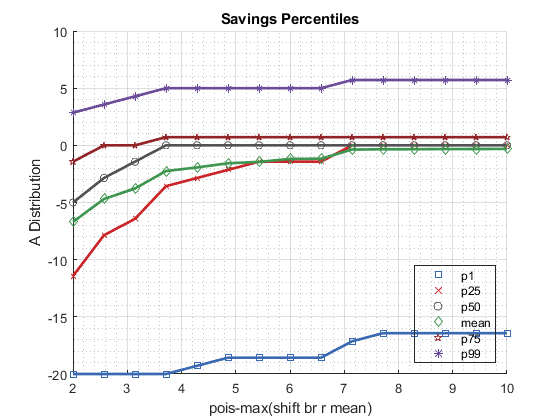 Savings Percentiles
10
5
0
-5
-10
-15
-20
A Distribution
p1
p25
p50
mean
p75
p99
2 3 4 5 6 7 8 9 10
pois-max(shift br r mean)